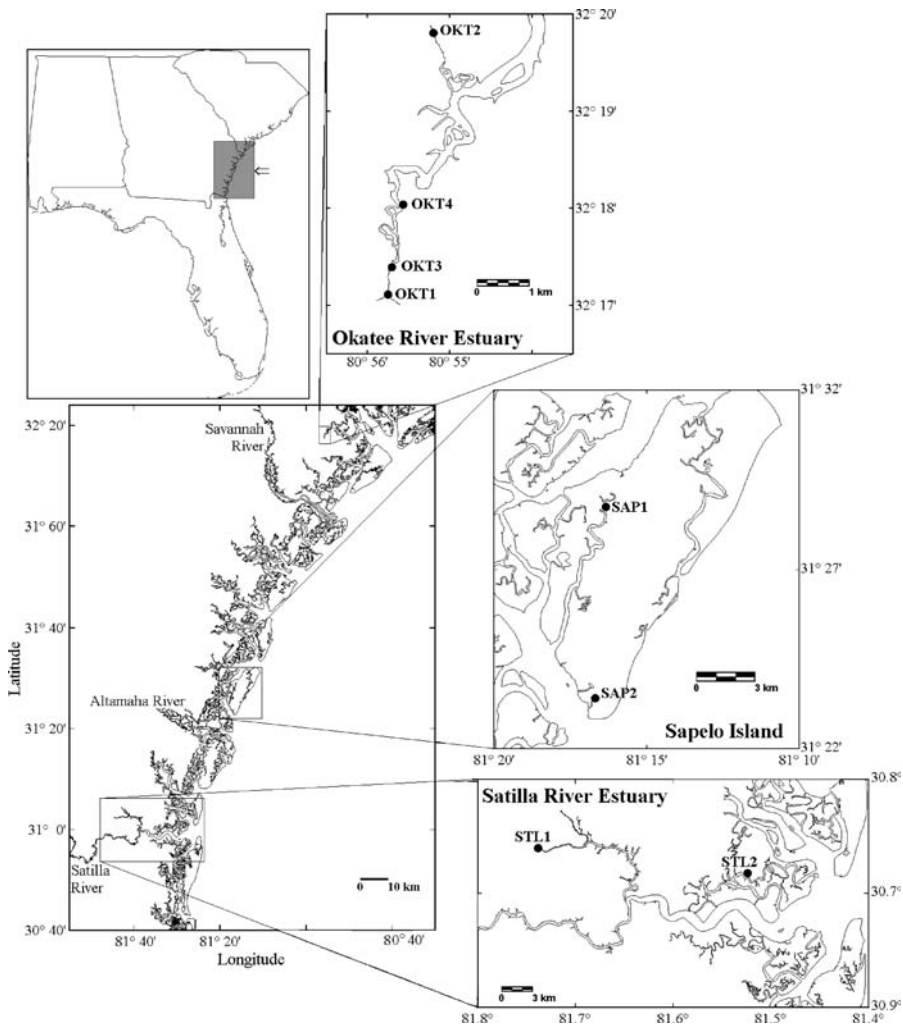 32° 20'
OKT2
32° 19'
OKT4
32° 18'
OKT3
0 1 km
OKT1
32° 17'
Okatee River Estuary
80° 56' 80° 55'
31° 32'
SAP1
31° 27'
0 3 km
SAP2
Sapelo Island
31° 22'
81° 20' 81° 15' 81° 10'
32° 20'
Savannah
River
31° 60'
31° 40'
Latitude
Altamaha River
31° 20'
31° 0'
Satilla
River
0 10 km
30° 40'
81° 40' 81° 20' 80° 40'
Longitude
30.8°
Satilla River Estuary
STL1
STL2
30.7°
0 3 km
30.9°
81.8° 81.7° 81.6° 81.5° 81.4°